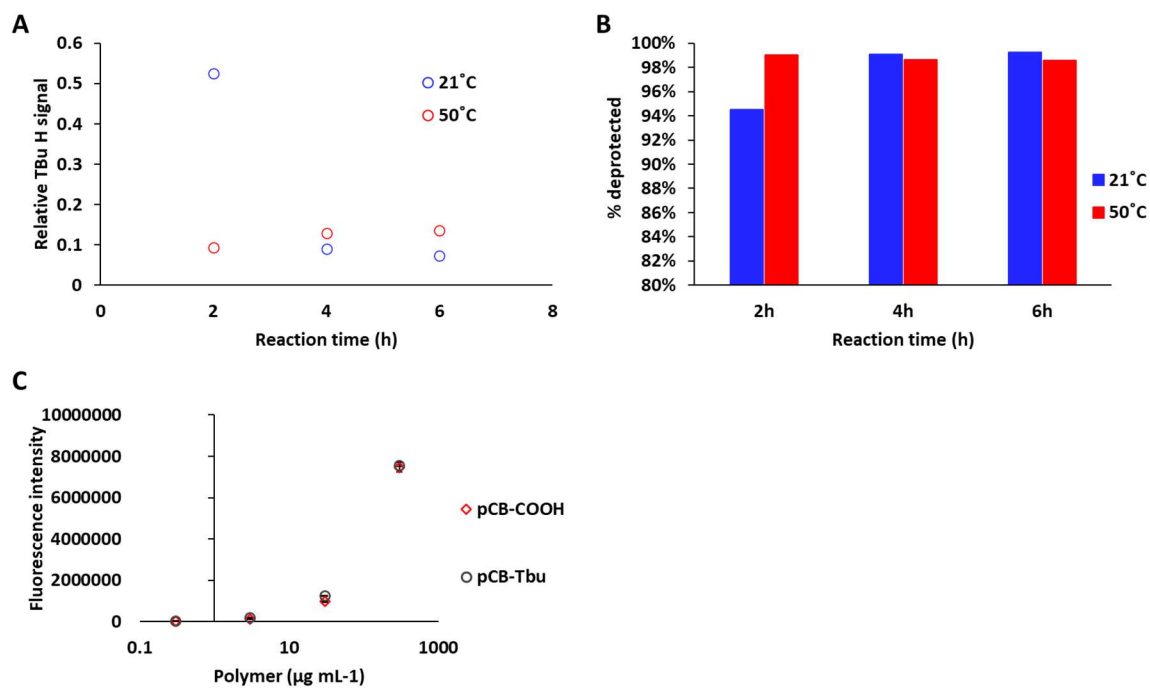 A
Relative TBu H signal
0.6
0.5
0.4
0.3
0.2
0.1
0
0 2 4 6 8
Reaction time (h)
21˚C
50˚C
B
% deprotected
100%
98%
96%
94%
92%
90%
88%
86%
84%
82%
80%
2h 4h 6h
Reaction time (h)
21˚C
50˚C
C
Fluorescence intensity
10000000
8000000
6000000
4000000
2000000
0
0.1 10 1000
Polymer (µg mL-1)
pCB-COOH
pCB-Tbu